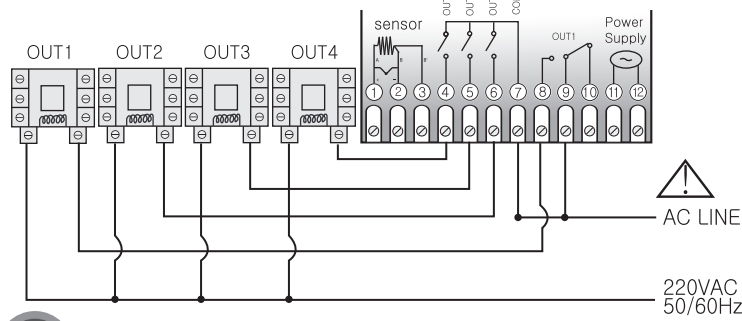 OUT1 OUT2 OUT3 OUT4
sensor
OUT1
Power
Supply
A B B'
1 2 3 4 5 6 7 8 9 10 11 12
AC LINE
220VAC
50/60Hz